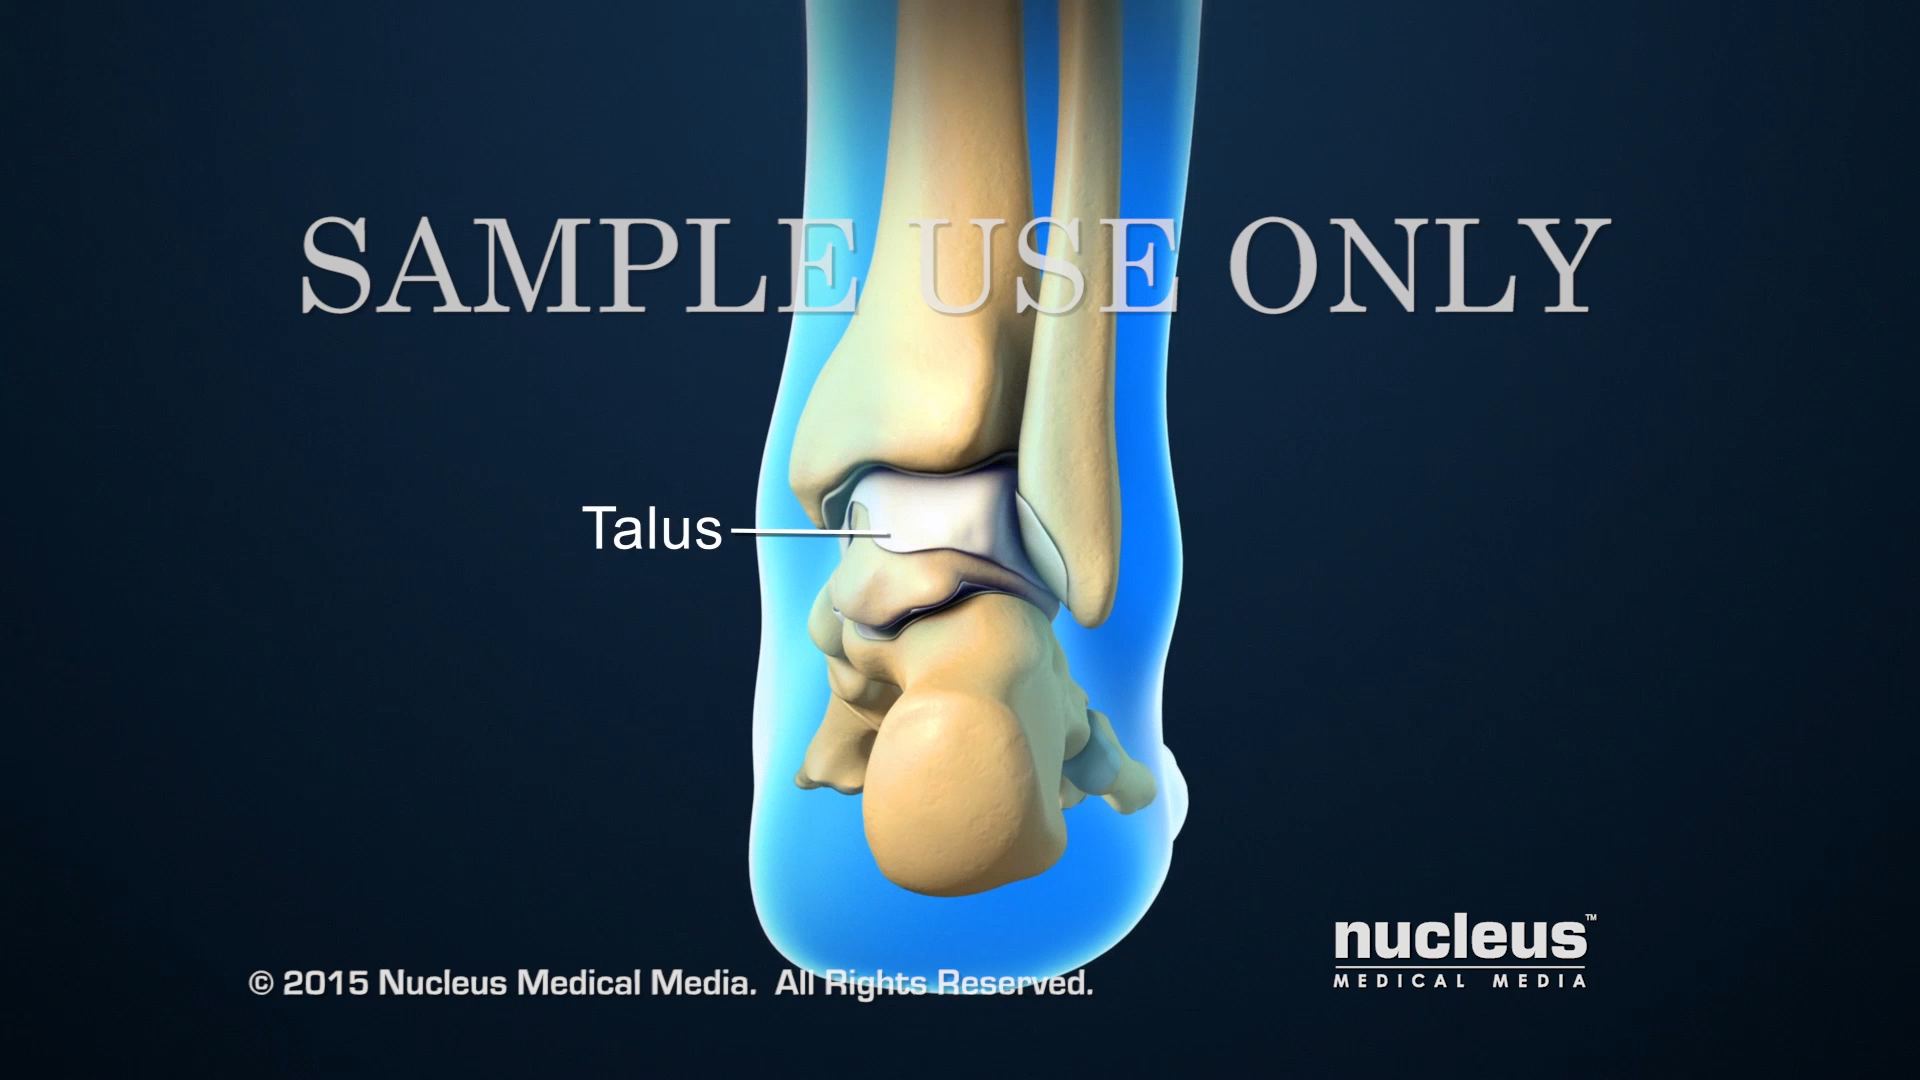 SAMPLE USE ONLY
Talus
nucleus™
MEDICAL MEDIA
© 2015 Nucleus Medical Media. All Rights Reserved.